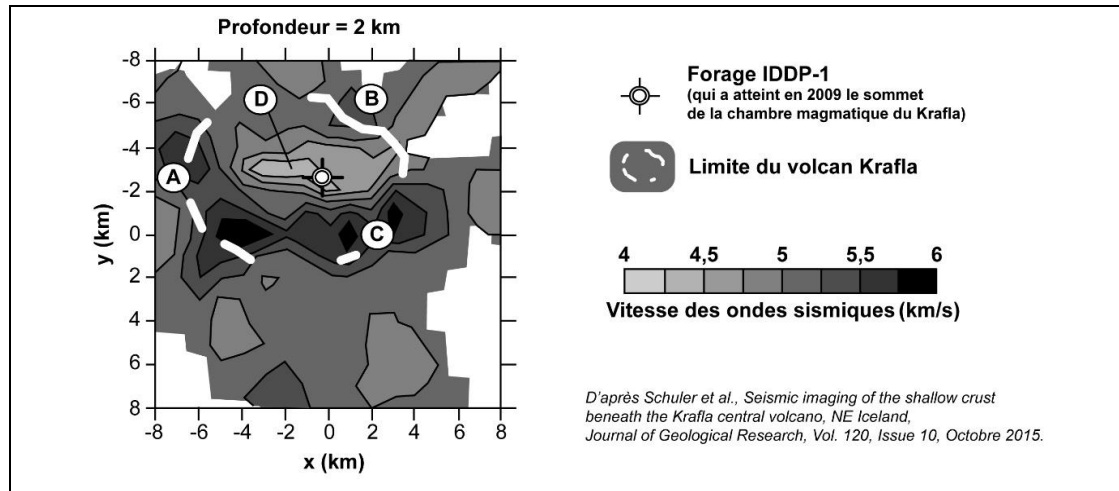 Profondeur = 2 km
-8
-6
-4
-2
0
2
4
6
8
y (km)
D
B
A
C
-8 -6 -4 -2 0 2 4 6 8
x (km)
Forage IDDP-1
(qui a atteint en 2009 le sommet
de la chambre magmatique du Krafla)
Limite du volcan Krafla
4 4,5 5 5,5 6
Vitesse des ondes sismiques (km/s)
D'après Schuler et al., Seismic imaging of the shallow crust
beneath the Krafla central volcano, NE Iceland,
Journal of Geological Research, Vol. 120, Issue 10, Octobre 2015.